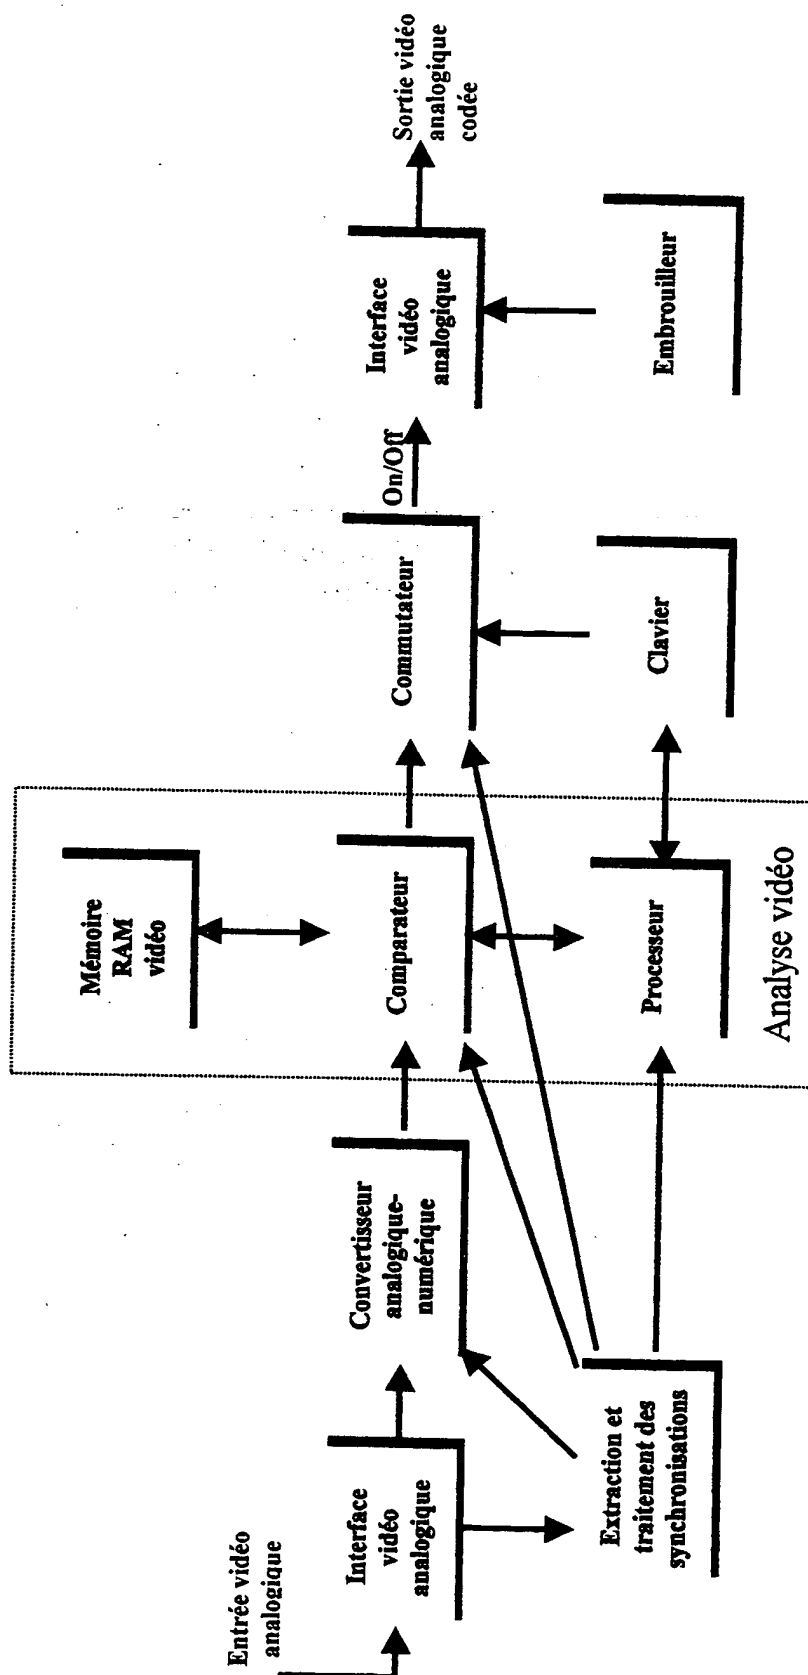 Entrée vidéo
analogique
Interface
vidéo
analogique
Extraction et
traitement des
synchronisations
Convertisseur
analogique-
numérique
Mémoire
RAM
vidéo
Comparateur
Processeur
Analyse vidéo
Commutateur
Clavier
On/Off
Interface
vidéo
analogique
Embrouilleur
Sortie vidéo
analogique
codée